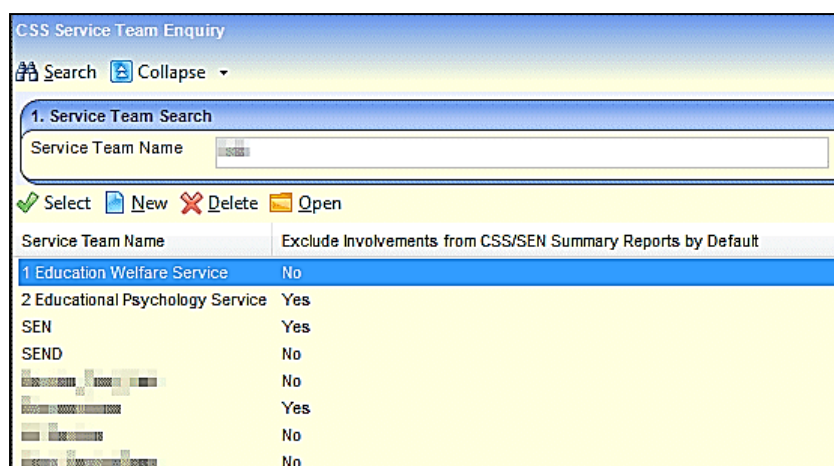 CSS Service Team Enquiry
Search Collapse
1. Service Team Search
Service Team Name
Select New Delete Open
Service Team Name Exclude Involvements from CSS/SEN Summary Reports by Default
1 Education Welfare Service No
2 Educational Psychology Service Yes
SEN Yes
SEND No
No
Yes
No
No